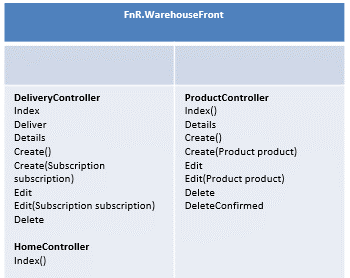 FnR.WarehouseFront
DeliveryController
Index
Deliver
Details
Create()
Create(Subscription
subscription)
Edit
Edit(Subscription subscription)
Delete
HomeController
Index()
ProductController
Index()
Details
Create()
Create(Product product)
Edit
Edit(Product product)
Delete
DeleteConfirmed